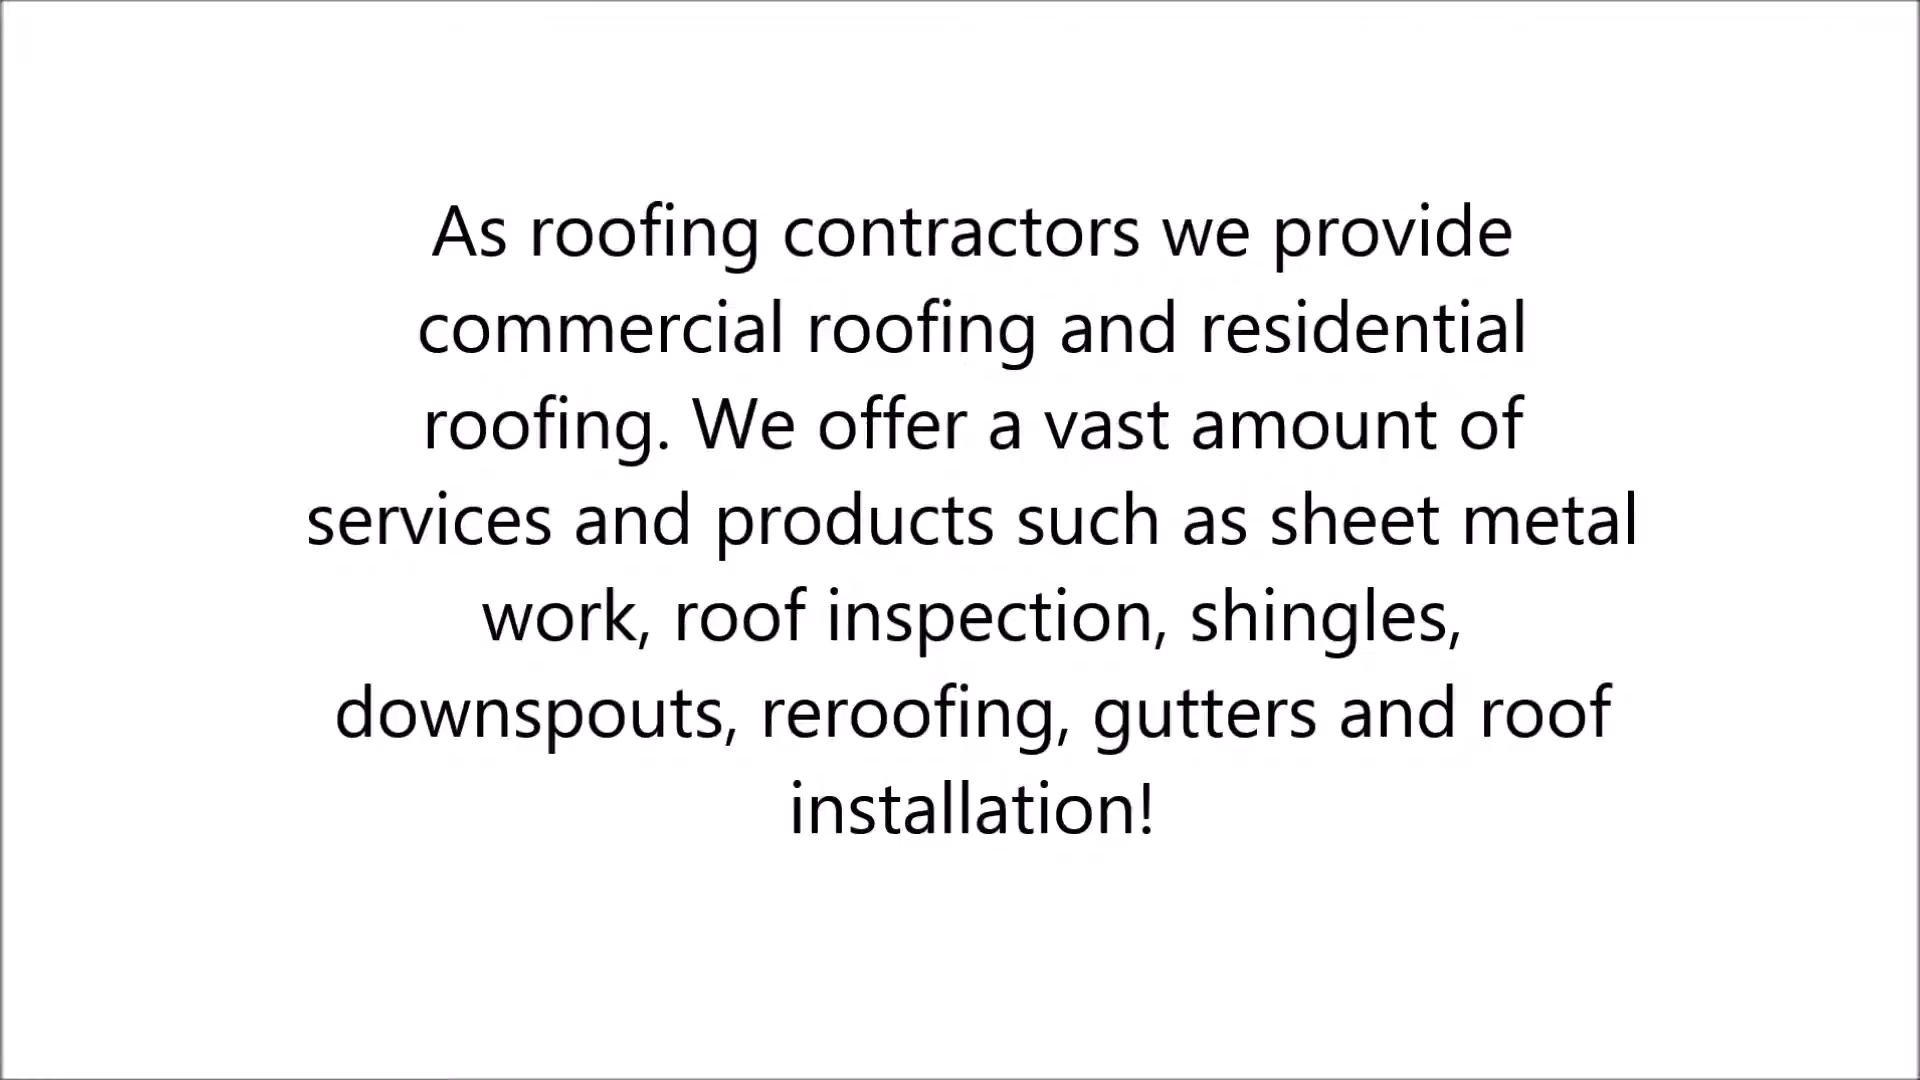 As roofing contractors we provide
commercial roofing and residential
roofing. We offer a vast amount of
services and products such as sheet metal
work, roof inspection, shingles,
downspouts, reroofing, gutters and roof
installation!